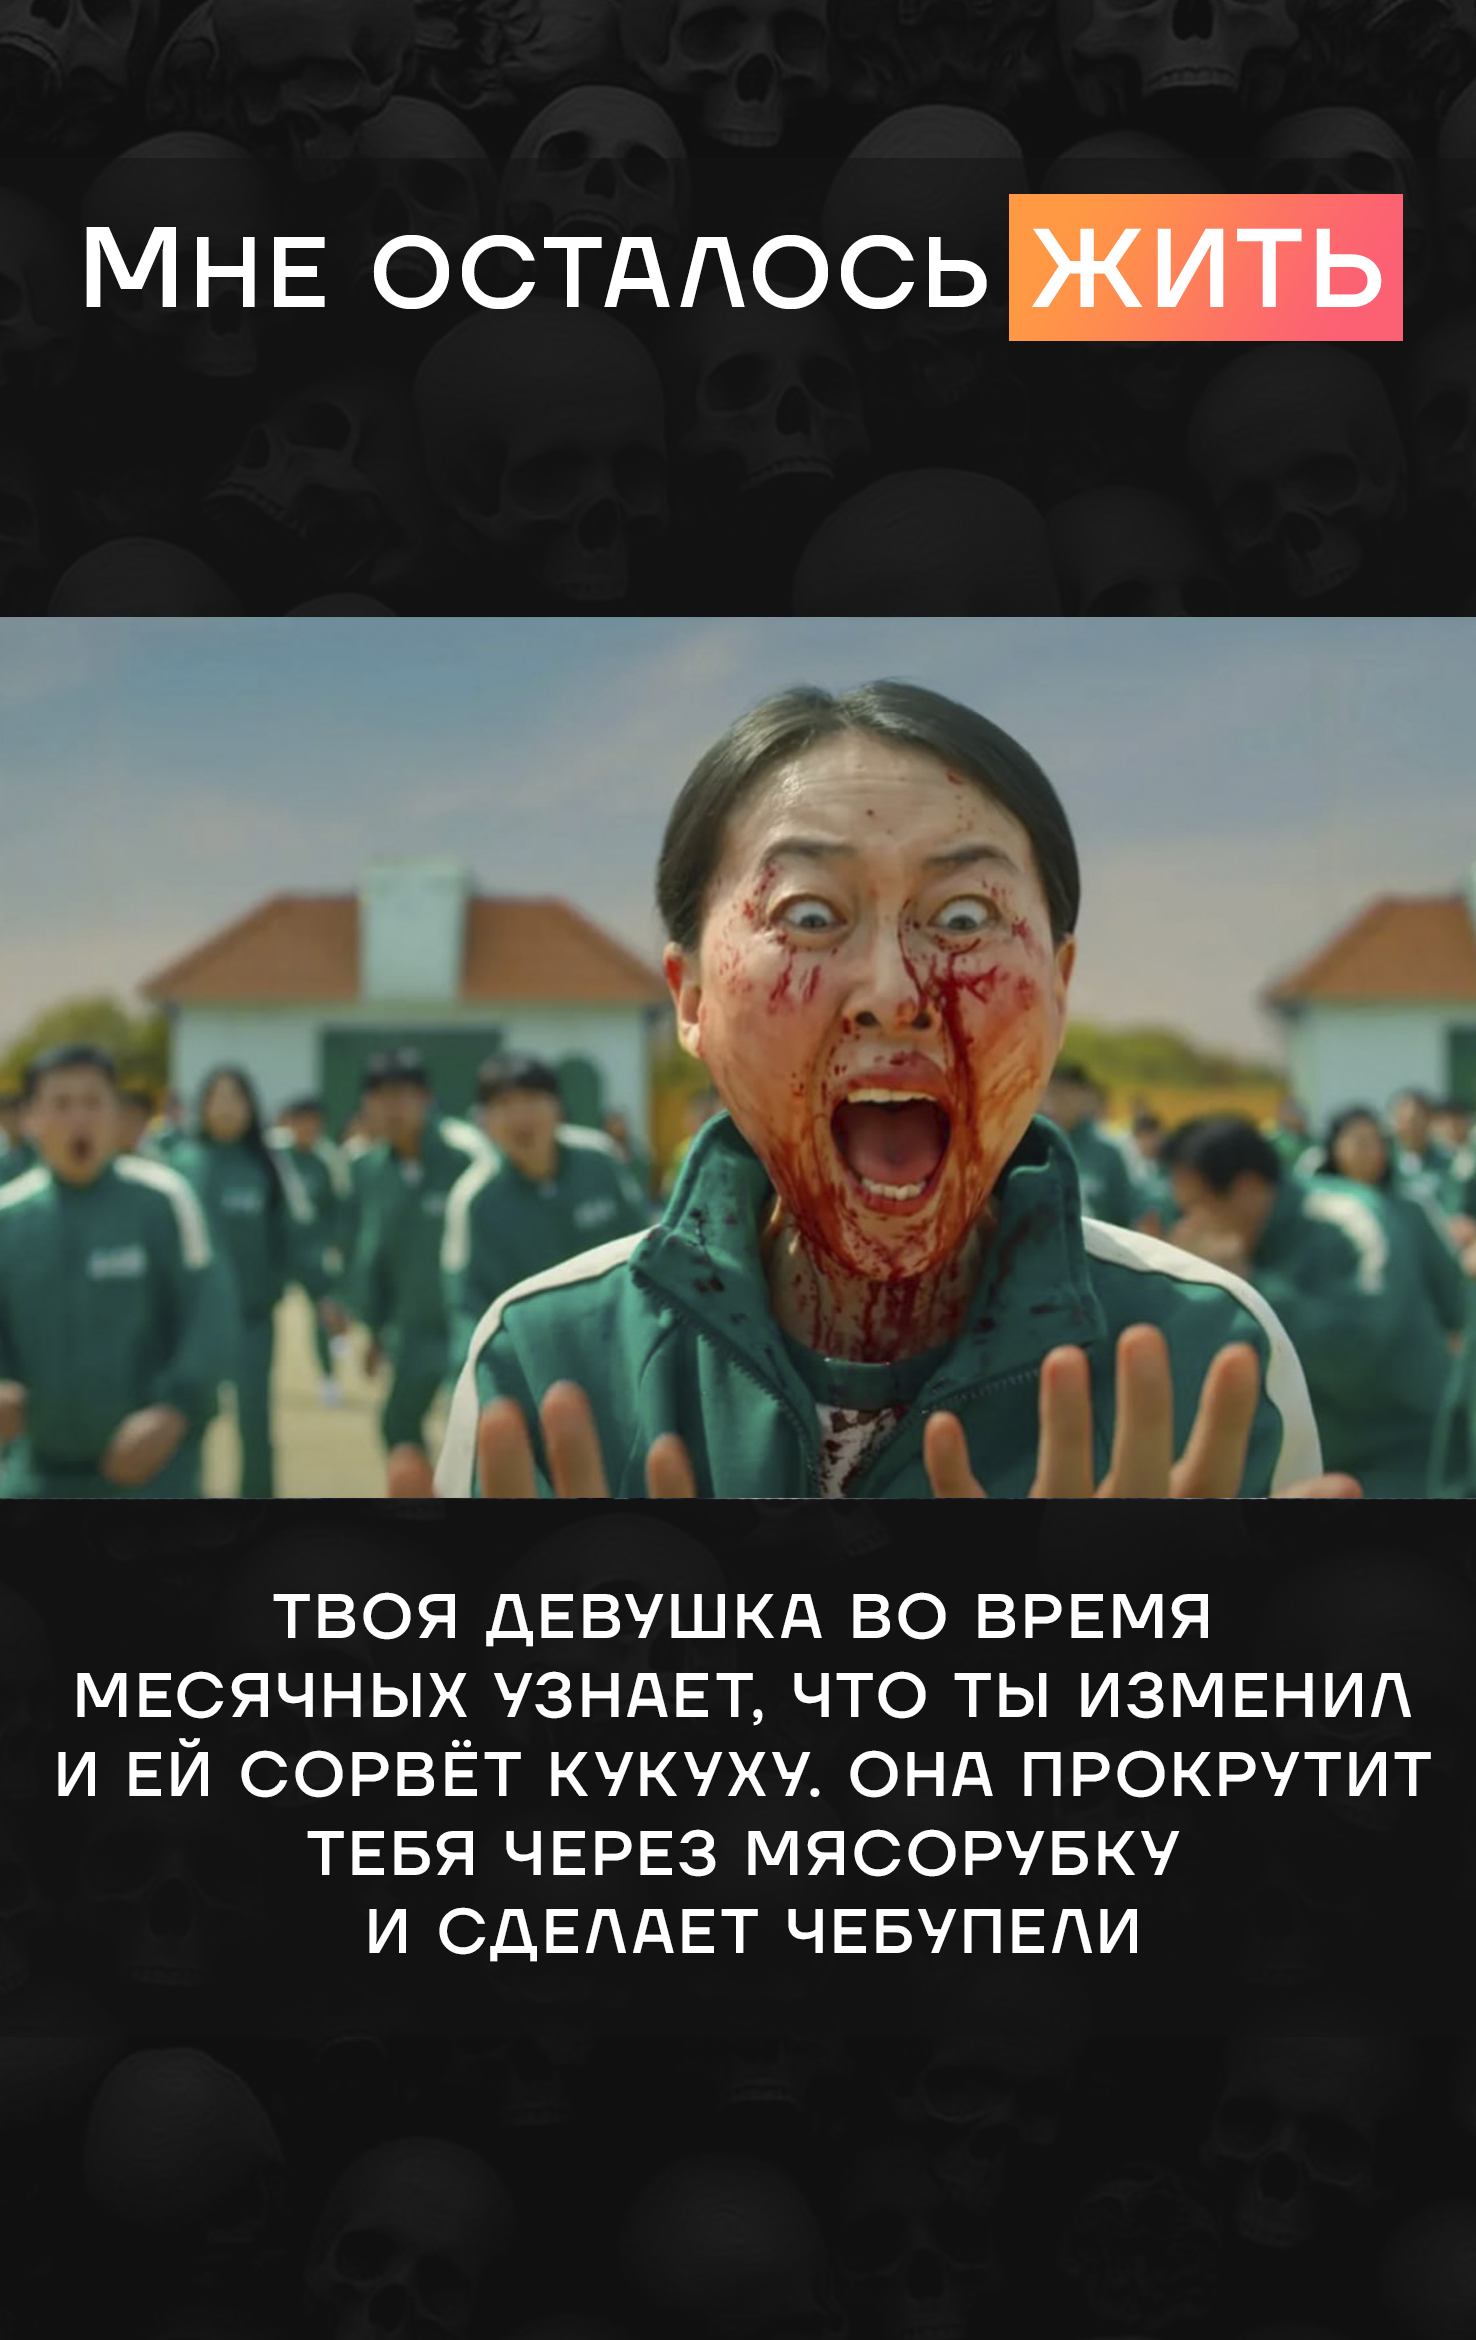 Мне осталось жить
ТВОЯ ДЕВУШКА ВО ВРЕМЯ
МЕСЯЧНЫХ УЗНАЕТ, ЧТО ТЫ ИЗМЕНИЛ
И ЕЙ СОРВЁТ КУКУХУ. ОНА ПРОКРУТИТ
ТЕБЯ ЧЕРЕЗ МЯСОРУБКУ
И СДЕЛАЕТ ЧЕБУПЕЛИ